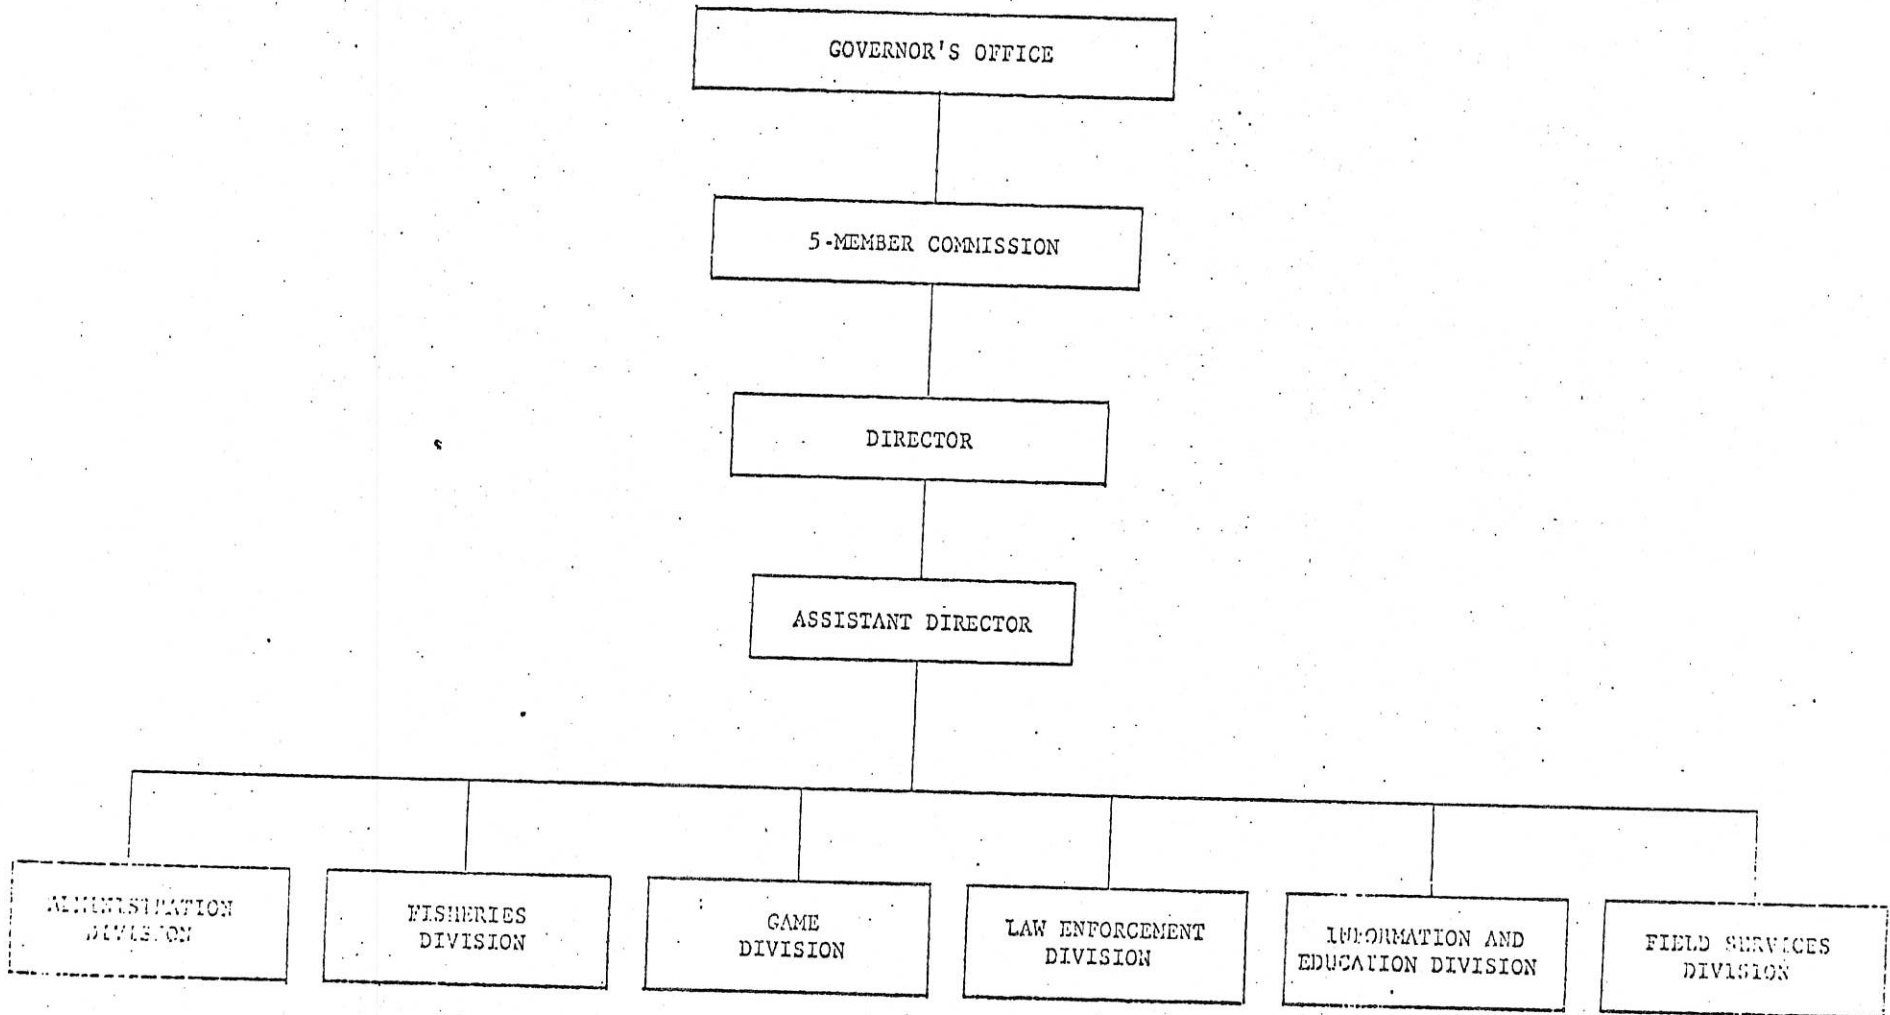 GOVERNOR'S OFFICE
5-MEMBER COMMISSION
DIRECTOR
ASSISTANT DIRECTOR
ADMINISTRATION
DIVISION
FISHERIES
DIVISION
GAME
DIVISION
LAW ENFORCEMENT
DIVISION
INFORMATION AND
EDUCATION DIVISION
FIELD SERVICES
DIVISION